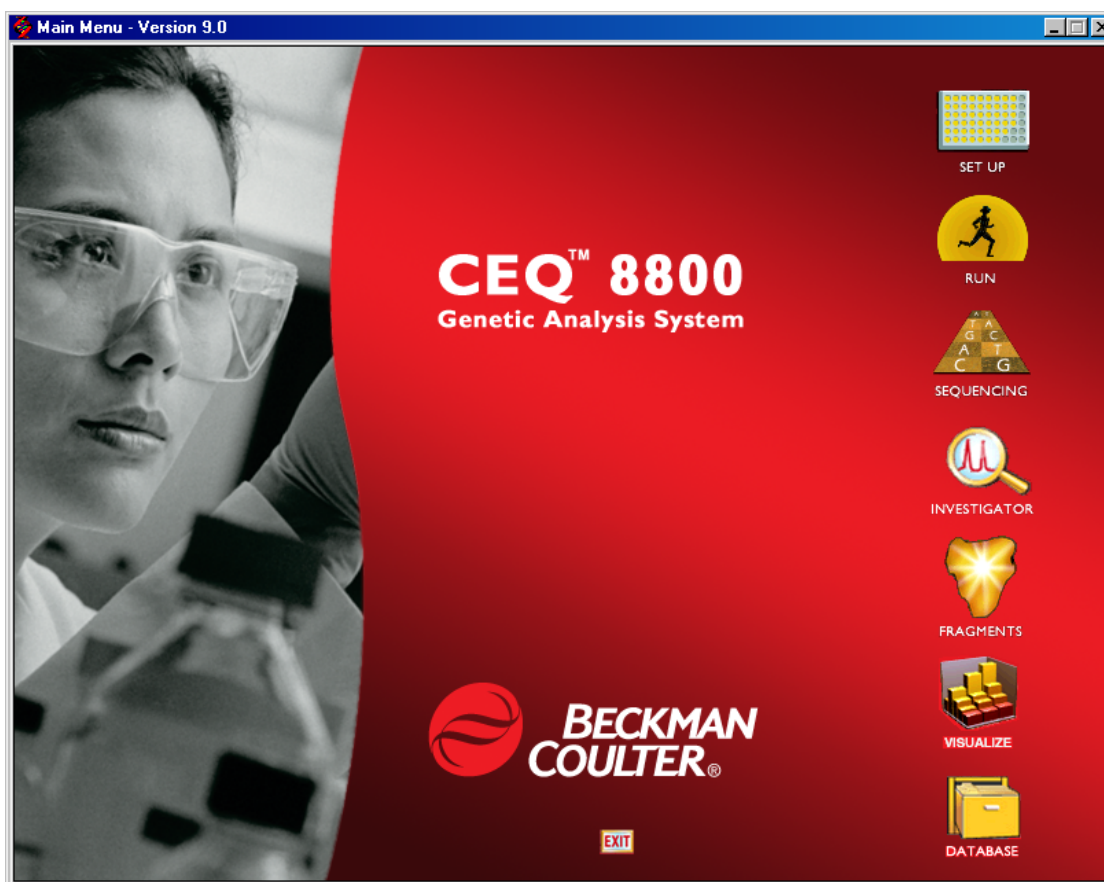 Main Menu - Version 9.0
SET UP
RUN
CEQ™ 8800
Genetic Analysis System
A T
T A
G C
A T
C G
SEQUENCING
INVESTIGATOR
FRAGMENTS
BECKMAN
COULTER®
VISUALIZE
EXIT
DATABASE